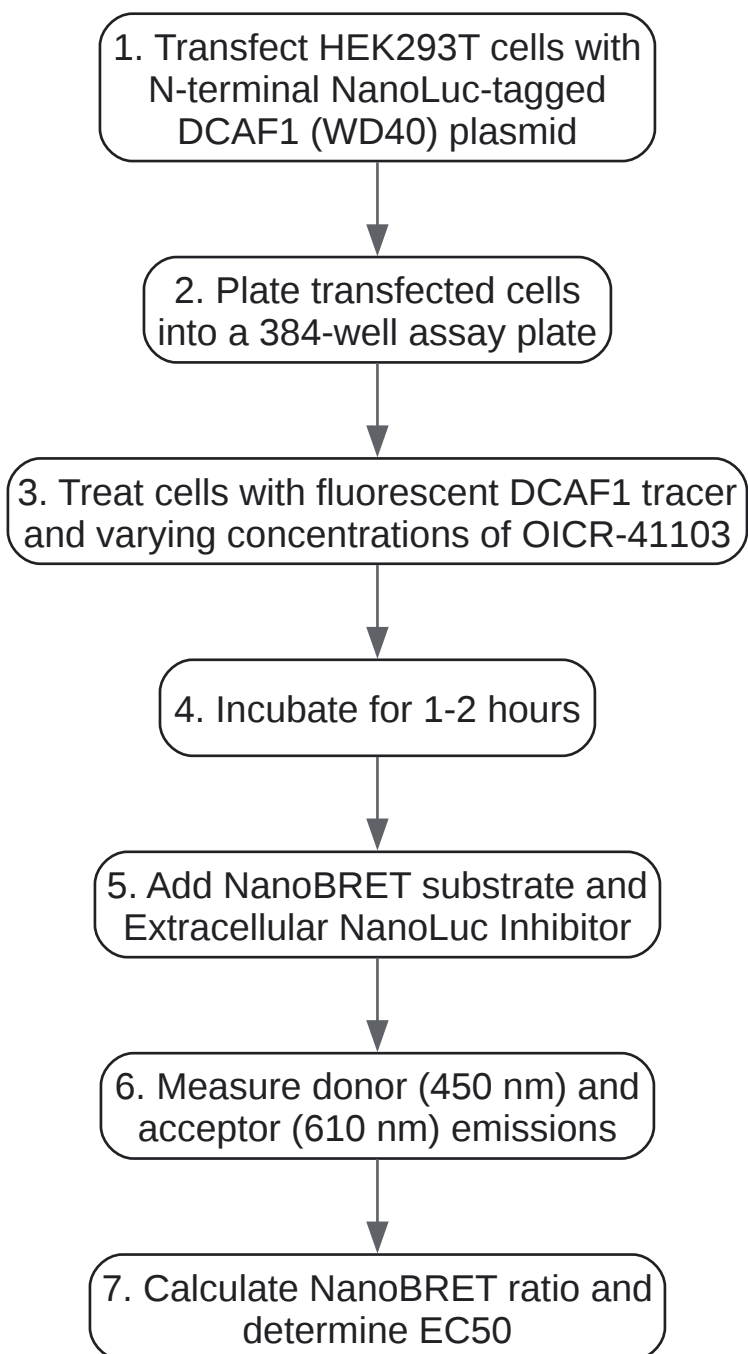 1. Transfect HEK293T cells with
N-terminal NanoLuc-tagged
DCAF1 (WD40) plasmid
2. Plate transfected cells
into a 384-well assay plate
3. Treat cells with fluorescent DCAF1 tracer
and varying concentrations of OICR-41103
4. Incubate for 1-2 hours
5. Add NanoBRET substrate and
Extracellular NanoLuc Inhibitor
6. Measure donor (450 nm) and
acceptor (610 nm) emissions
7. Calculate NanoBRET ratio and
determine EC50